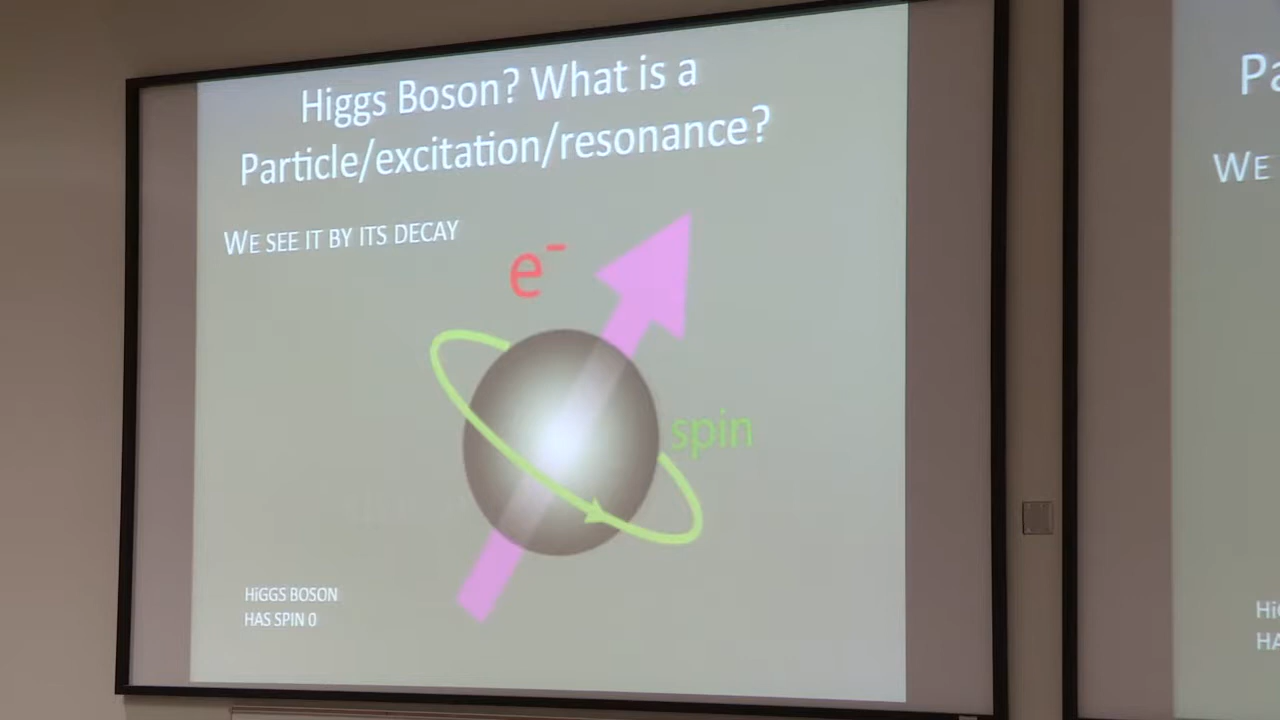 Higgs Boson? What is a
Particle/excitation/resonance?
WE SEE IT BY ITS DECAY
e⁻
spin
HiGGS BOSON
HAS SPIN 0
WE